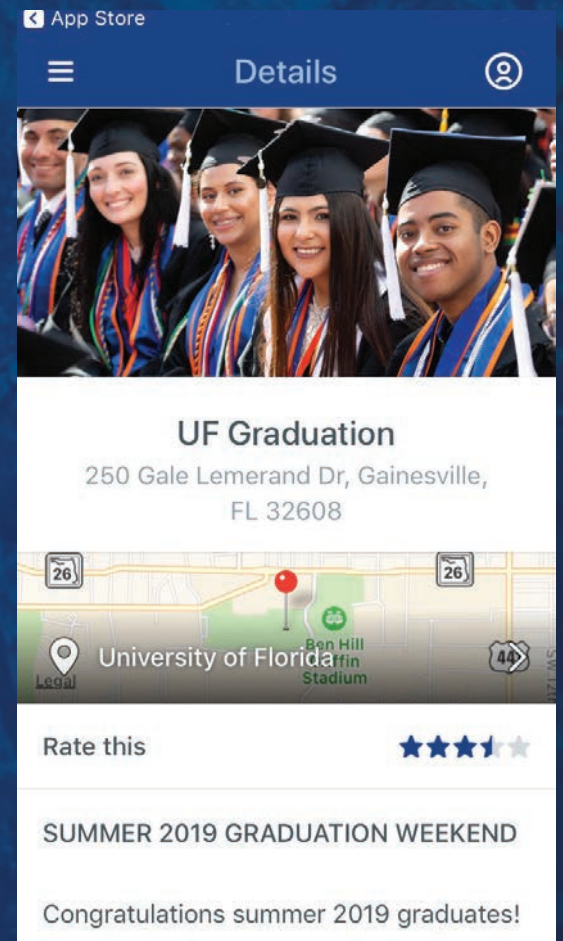 App Store
Details
UF Graduation
250 Gale Lemerand Dr, Gainesville,
FL 32608
26
26
Ben Hill
University of Florida
ffin
44
Stadium
Legal
Rate this
SUMMER 2019 GRADUATION WEEKEND
Congratulations summer 2019 graduates!